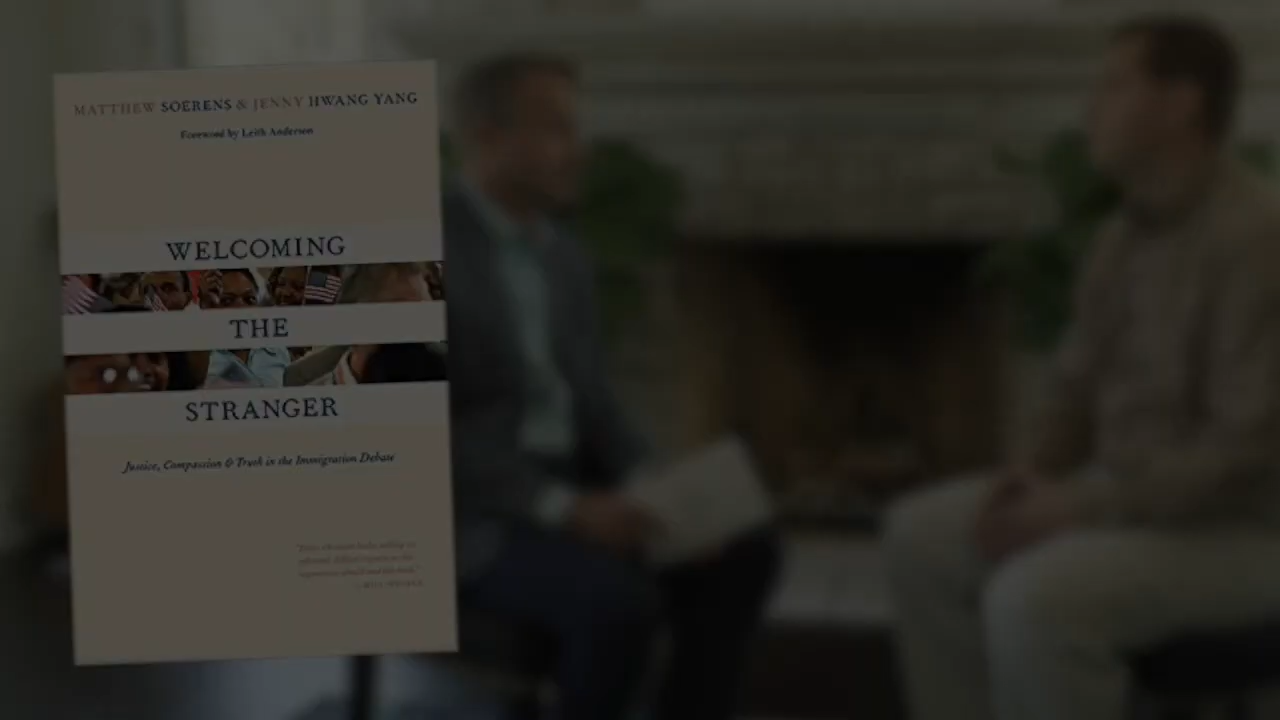 MATTHEW SOERENS & JENNY HWANG YANG
Foreword by Leith Anderson
WELCOMING
THE
STRANGER
Justice, Compassion & Truth in the Immigration Debate